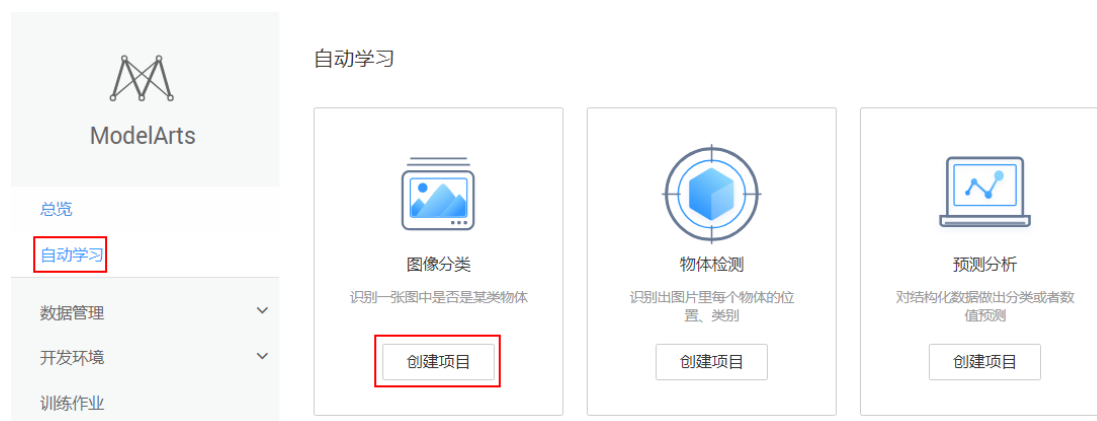 ModelArts
总览
自动学习
数据管理
开发环境
训练作业
自动学习
图像分类
识别一张图中是否是某类物体
创建项目
物体检测
识别出图片里每个物体的位
置、类别
创建项目
预测分析
对结构化数据做出分类或者数
值预测
创建项目